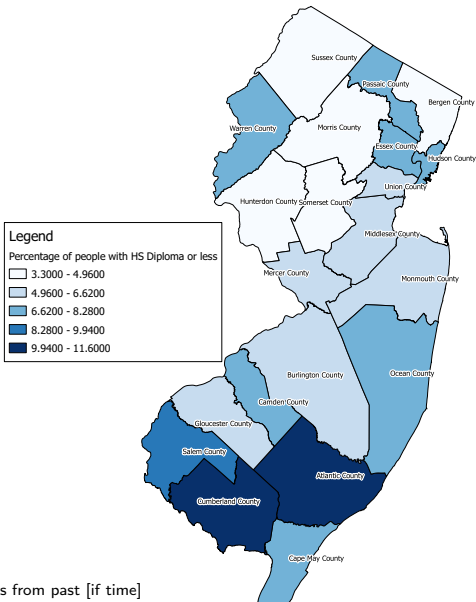 Sussex County
Passaic County
Bergen County
Warren County
Morris County
Essex County
Hudson County
Union County
Hunterdon County
Somerset County
Middlesex County
Mercer County
Monmouth County
Legend
Percentage of people with HS Diploma or less
3.3000 - 4.9600
4.9600 - 6.6200
6.6200 - 8.2800
8.2800 - 9.9400
9.9400 - 11.6000
Burlington County
Ocean County
Camden County
Gloucester County
Salem County
Atlantic County
Cumberland County
Cape May County
s from past [if time]